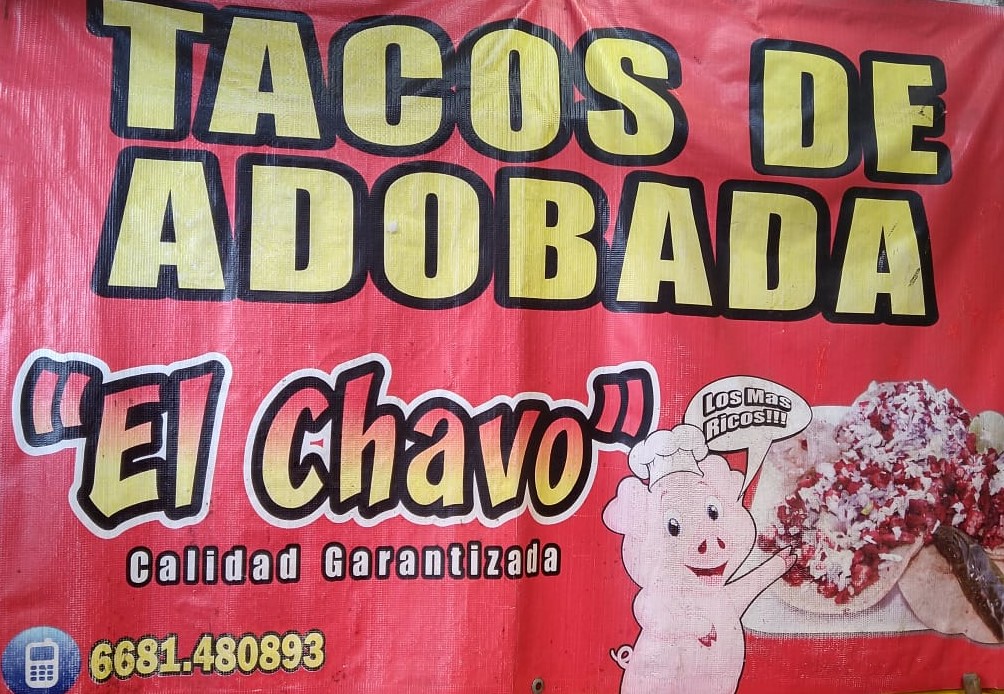 TACOS DE
ADOBADA
"El Chavo"
Los Mas
Ricos!!!
Calidad Garantizada
6681.480893